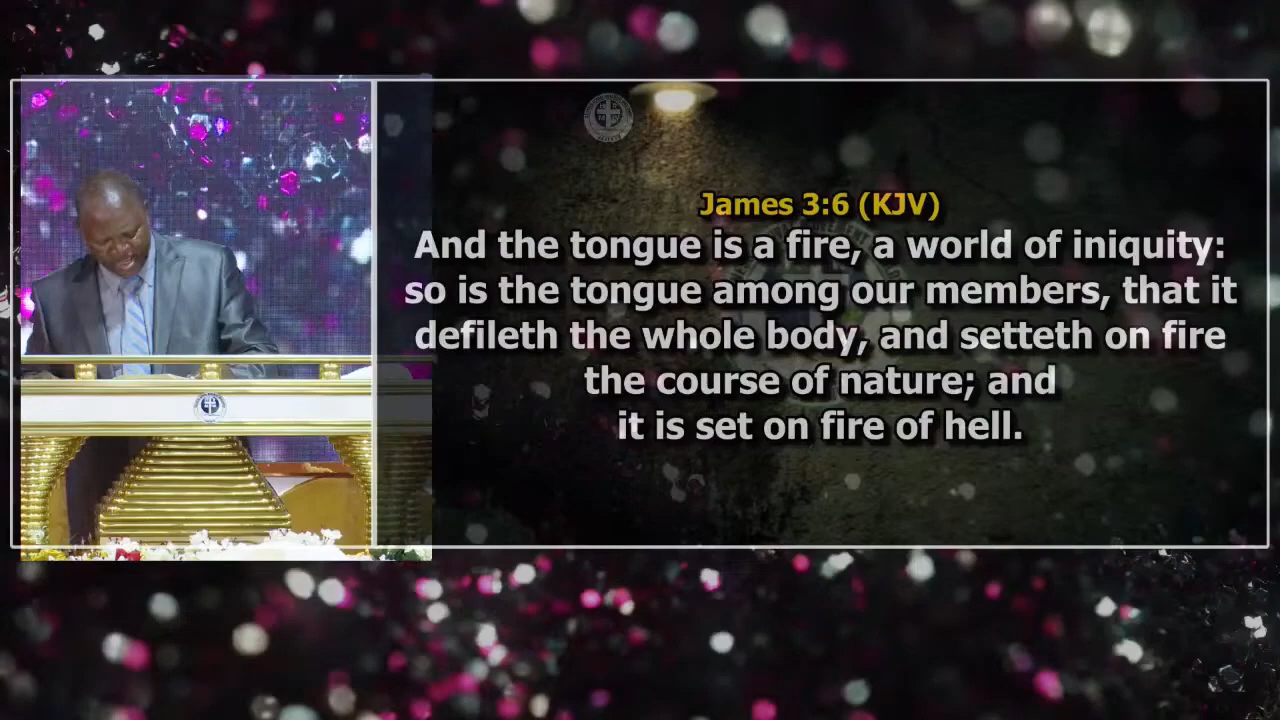 James 3:6 (KJV)
And the tongue is a fire, a world of iniquity:
so is the tongue among our members, that it
defileth the whole body, and setteth on fire
the course of nature; and
it is set on fire of hell.